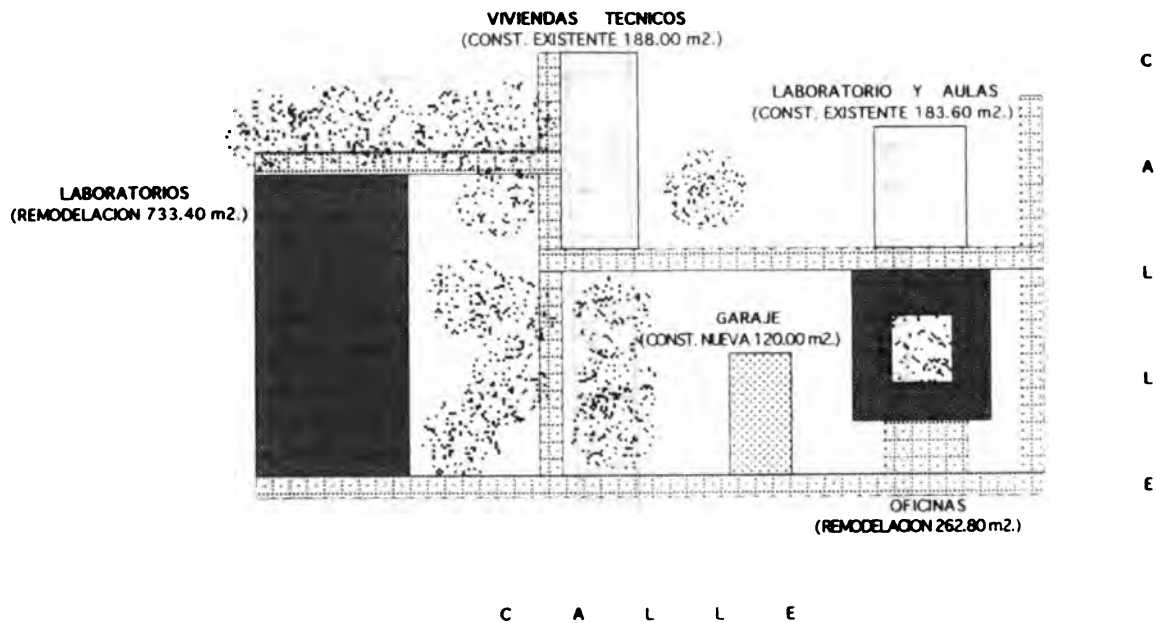 VIVIENDAS TECNICOS
(CONST. EXISTENTE 188.00 m2.)
LABORATORIO Y AULAS
(CONST. EXISTENTE 183.60 m2.)
LABORATORIOS
(REMODELACION 733.40 m2.)
GARAJE
(CONST. NUEVA 120.00 m2.)
OFICINAS
(REMODELACION 262.80 m2.)
C A L L E
C A L L E